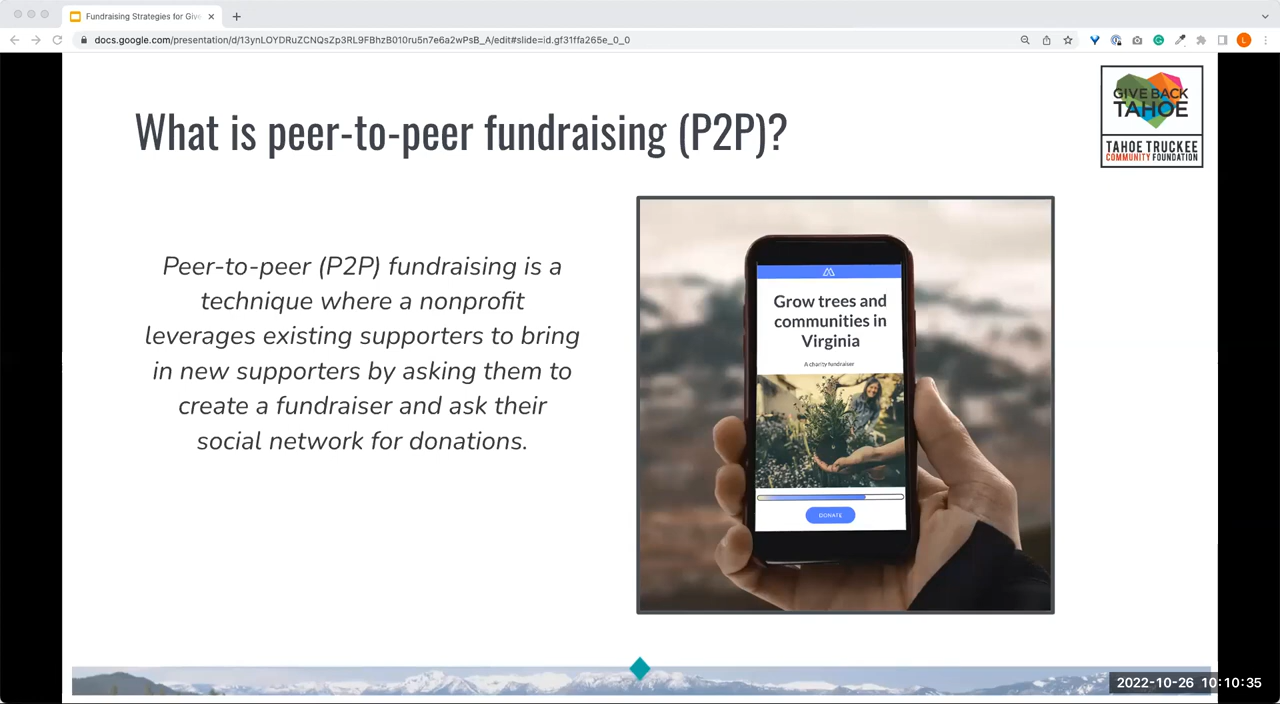 Fundraising Strategies for Give
docs.google.com/presentation/d/13ynLOYDRuZCNQsZp3RL9FBhzB010ru5n7e6a2wPsB_A/edit#slide=id.gf31ffa265e_0_0
L
GIVE BACK
TAHOE
TAHOE TRUCKEE
COMMUNITY FOUNDATION
What is peer-to-peer fundraising (P2P)?
Peer-to-peer (P2P) fundraising is a
technique where a nonprofit
leverages existing supporters to bring
in new supporters by asking them to
create a fundraiser and ask their
social network for donations.
Grow trees and
communities in
Virginia
A charity fundraiser
DONATE
2022-10-26 10:10:35